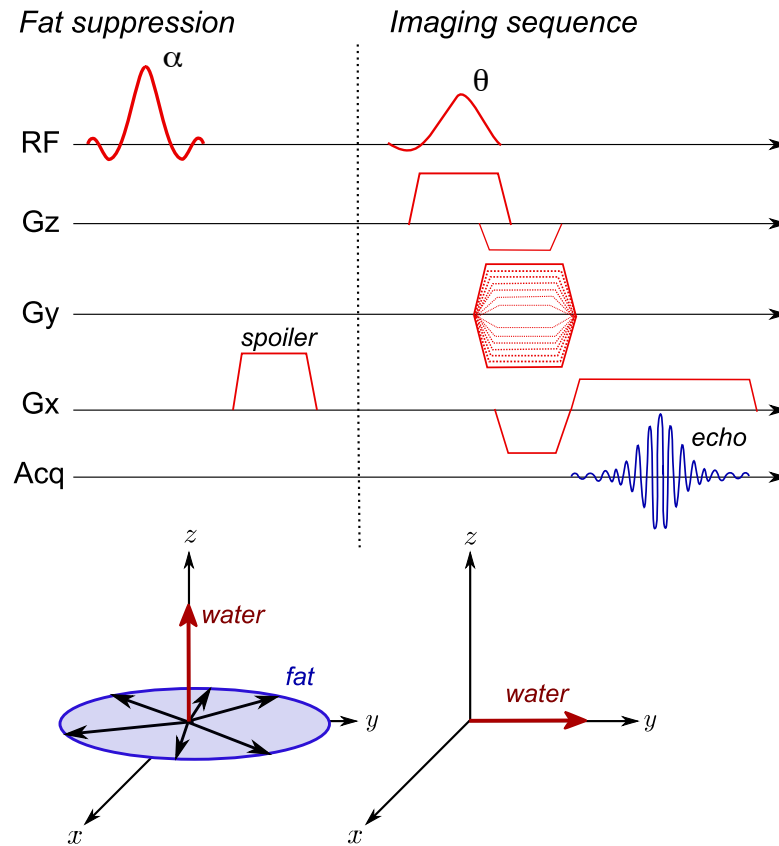 Fat suppression
Imaging sequence
α
θ
RF
Gz
Gy
spoiler
Gx
echo
Acq
z
water
fat
y
x
z
water
y
x